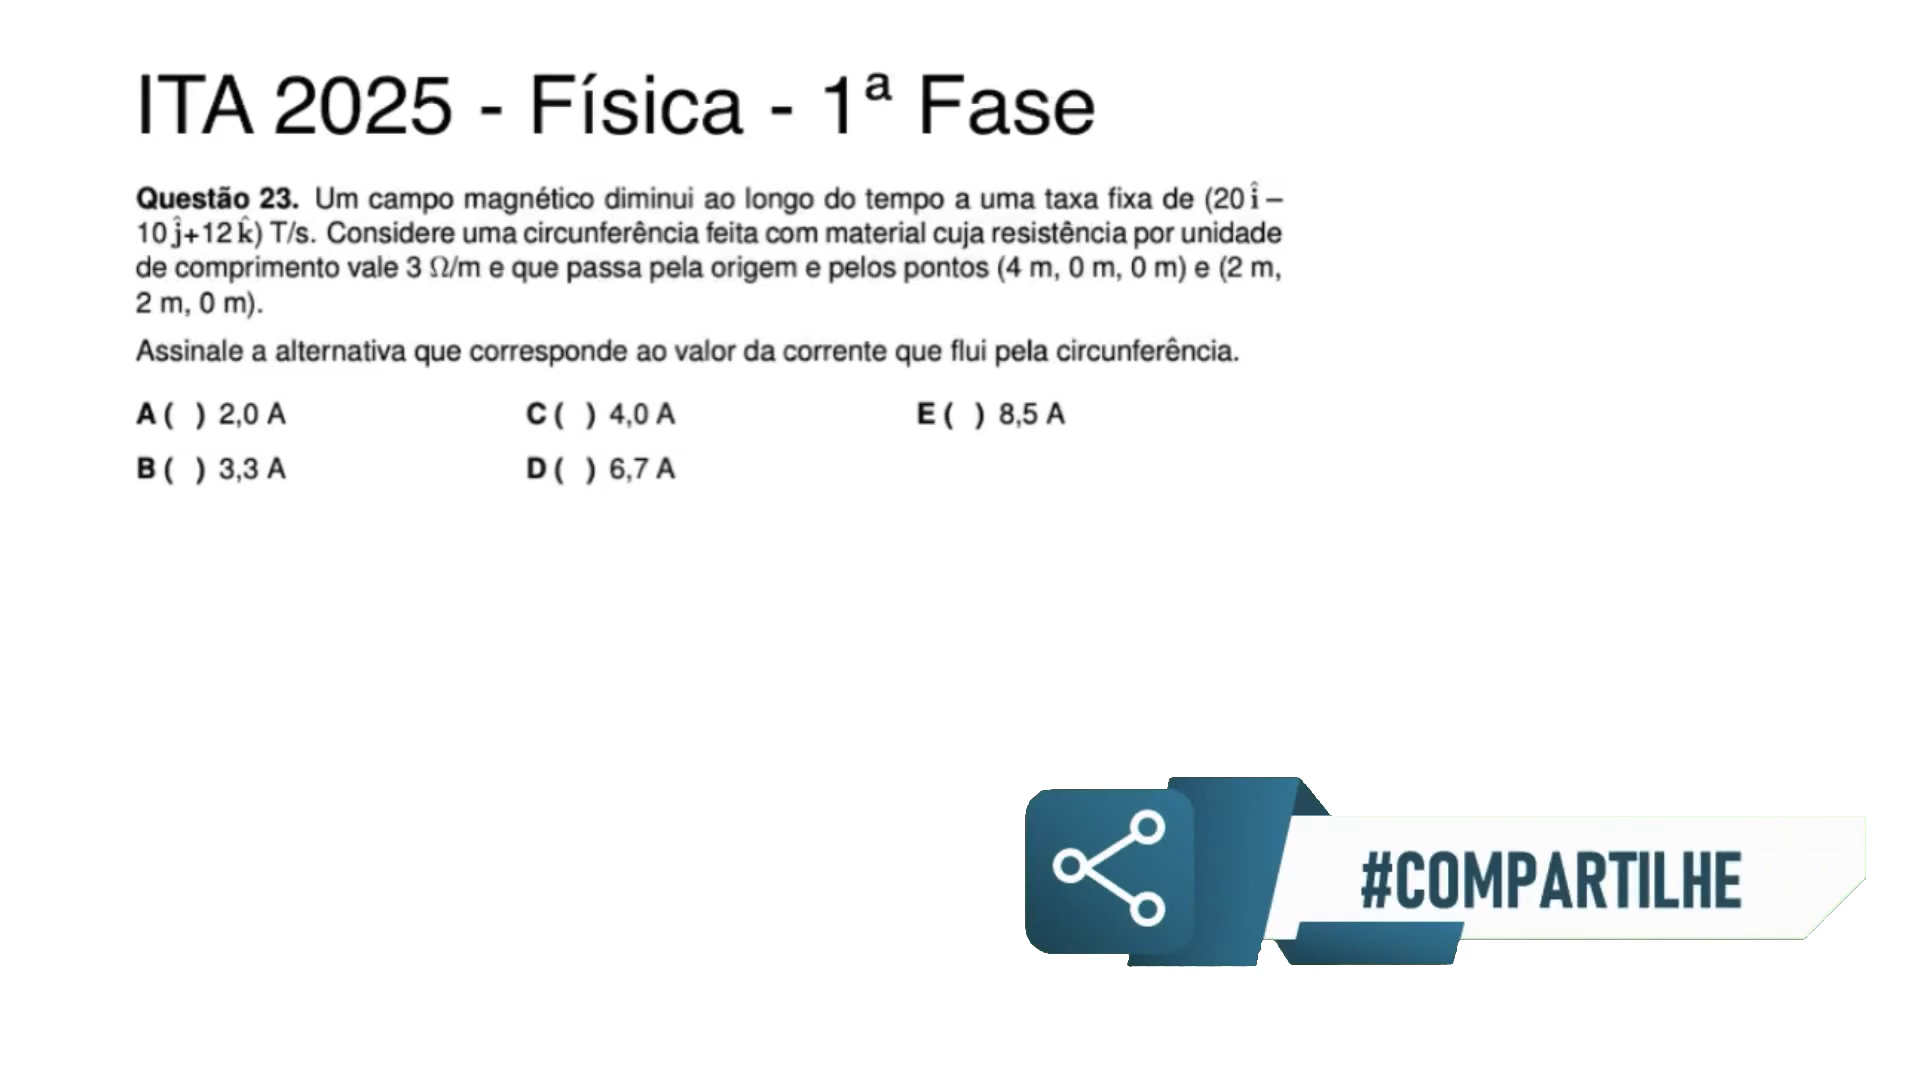 ITA 2025 - Física - 1ª Fase
Questão 23. Um campo magnético diminui ao longo do tempo a uma taxa fixa de (20 î –
10 ĵ+12 k̂) T/s. Considere uma circunferência feita com material cuja resistência por unidade
de comprimento vale 3 Ω/m e que passa pela origem e pelos pontos (4 m, 0 m, 0 m) e (2 m,
2 m, 0 m).
Assinale a alternativa que corresponde ao valor da corrente que flui pela circunferência.
A ( ) 2,0 A
C ( ) 4,0 A
E ( ) 8,5 A
B ( ) 3,3 A
D ( ) 6,7 A
#COMPARTILHE